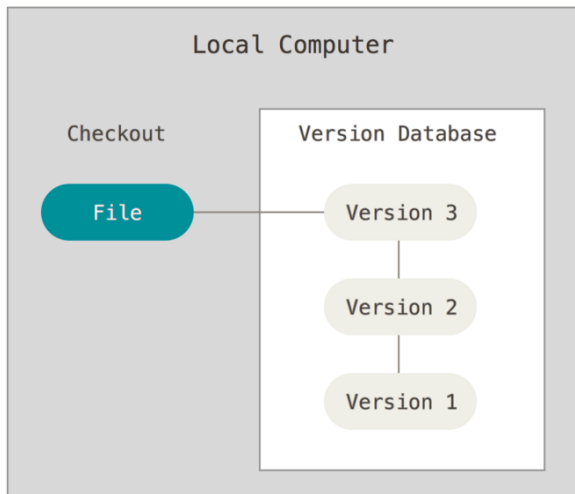 Local Computer
Checkout
Version Database
File
Version 3
Version 2
Version 1